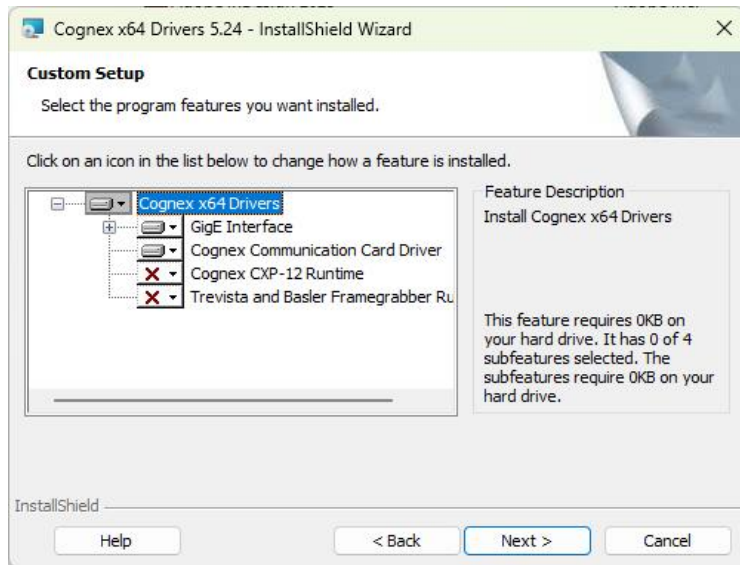 Cognex x64 Drivers 5.24 - InstallShield Wizard
Custom Setup
Select the program features you want installed.
Click on an icon in the list below to change how a feature is installed.
Cognex x64 Drivers
GigE Interface
Cognex Communication Card Driver
Cognex CXP-12 Runtime
Trevista and Basler Framegrabber Ru
Feature Description
Install Cognex x64 Drivers
This feature requires 0KB on
your hard drive. It has 0 of 4
subfeatures selected. The
subfeatures require 0KB on your
hard drive.
InstallShield
Help
< Back
Next >
Cancel